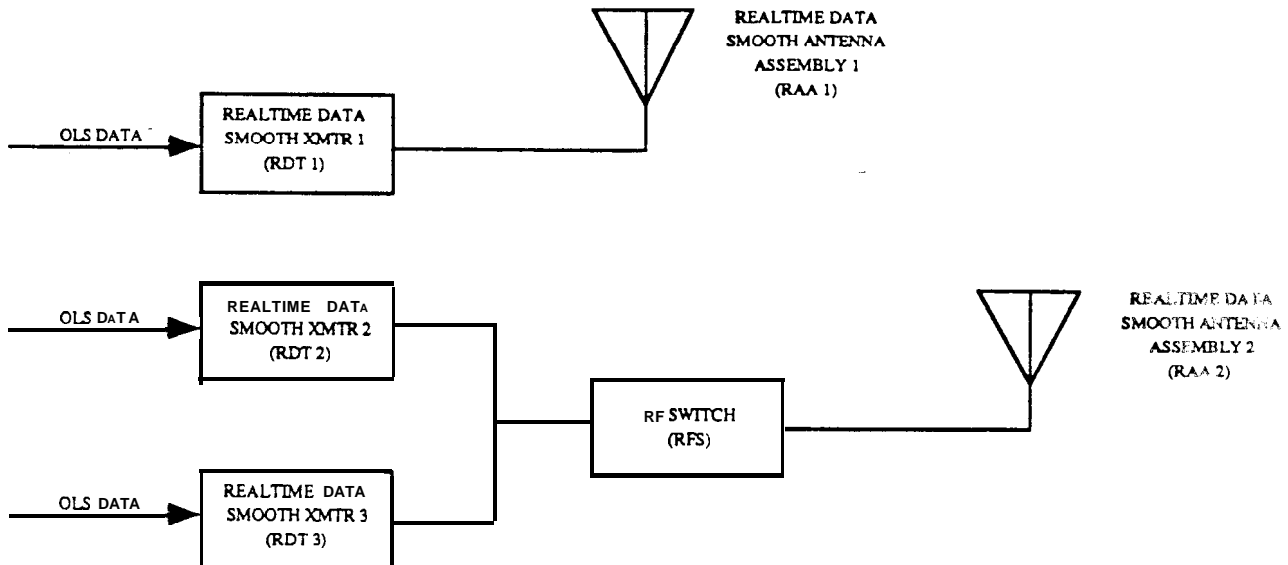 REALTIME DATA
SMOOTH ANTENNA
ASSEMBLY 1
(RAA 1)
OLS DATA
REALTIME DATA
SMOOTH XMTR 1
(RDT 1)
OLS DATA
REALTIME DATA
SMOOTH XMTR 2
(RDT 2)
REALTIME DATA
SMOOTH ANTENNA
ASSEMBLY 2
(RAA 2)
RF SWITCH
(RFS)
OLS DATA
REALTIME DATA
SMOOTH XMTR 3
(RDT 3)